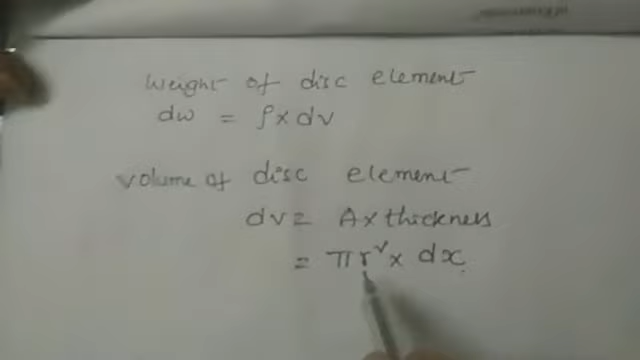 weight of disc element
dw = ρ x dv
volume of disc element
dv = A x thickness
= πr² x dx